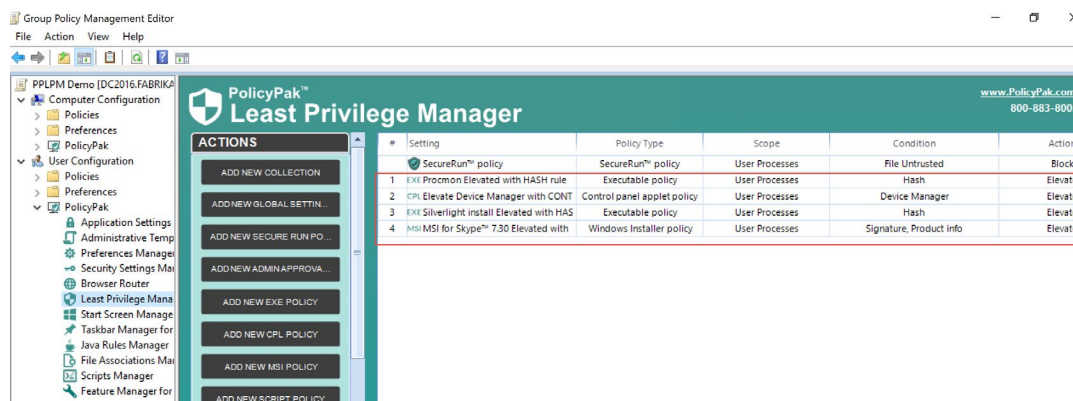 Group Policy Management Editor
File Action View Help
PPLPM Demo [DC2016.FABRIKA
Computer Configuration
Policies
Preferences
PolicyPak
User Configuration
Policies
Preferences
PolicyPak
Application Settings
Administrative Temp
Preferences Manager
Security Settings Ma
Browser Router
Least Privilege Mana
Start Screen Manage
Taskbar Manager for
Java Rules Manager
File Associations Ma
Scripts Manager
Feature Manager for
PolicyPak™
Least Privilege Manager
www.PolicyPak.com
800-883-800
ACTIONS
ADD NEW COLLECTION
ADD NEW GLOBAL SETTIN...
ADD NEW SECURE RUN PO...
ADD NEW ADMIN APPROVA...
ADD NEW EXE POLICY
ADD NEW CPL POLICY
ADD NEW MSI POLICY
ADD NEW SCRIPT POLICY
# Setting Policy Type Scope Condition Action
SecureRun™ policy SecureRun™ policy User Processes File Untrusted Block
1 EXE Procmon Elevated with HASH rule Executable policy User Processes Hash Elevat
2 CPL Elevate Device Manager with CONT Control panel applet policy User Processes Device Manager Elevat
3 EXE Silverlight install Elevated with HAS Executable policy User Processes Hash Elevat
4 MSI MSI for Skype™ 7.30 Elevated with Windows Installer policy User Processes Signature, Product info Elevat